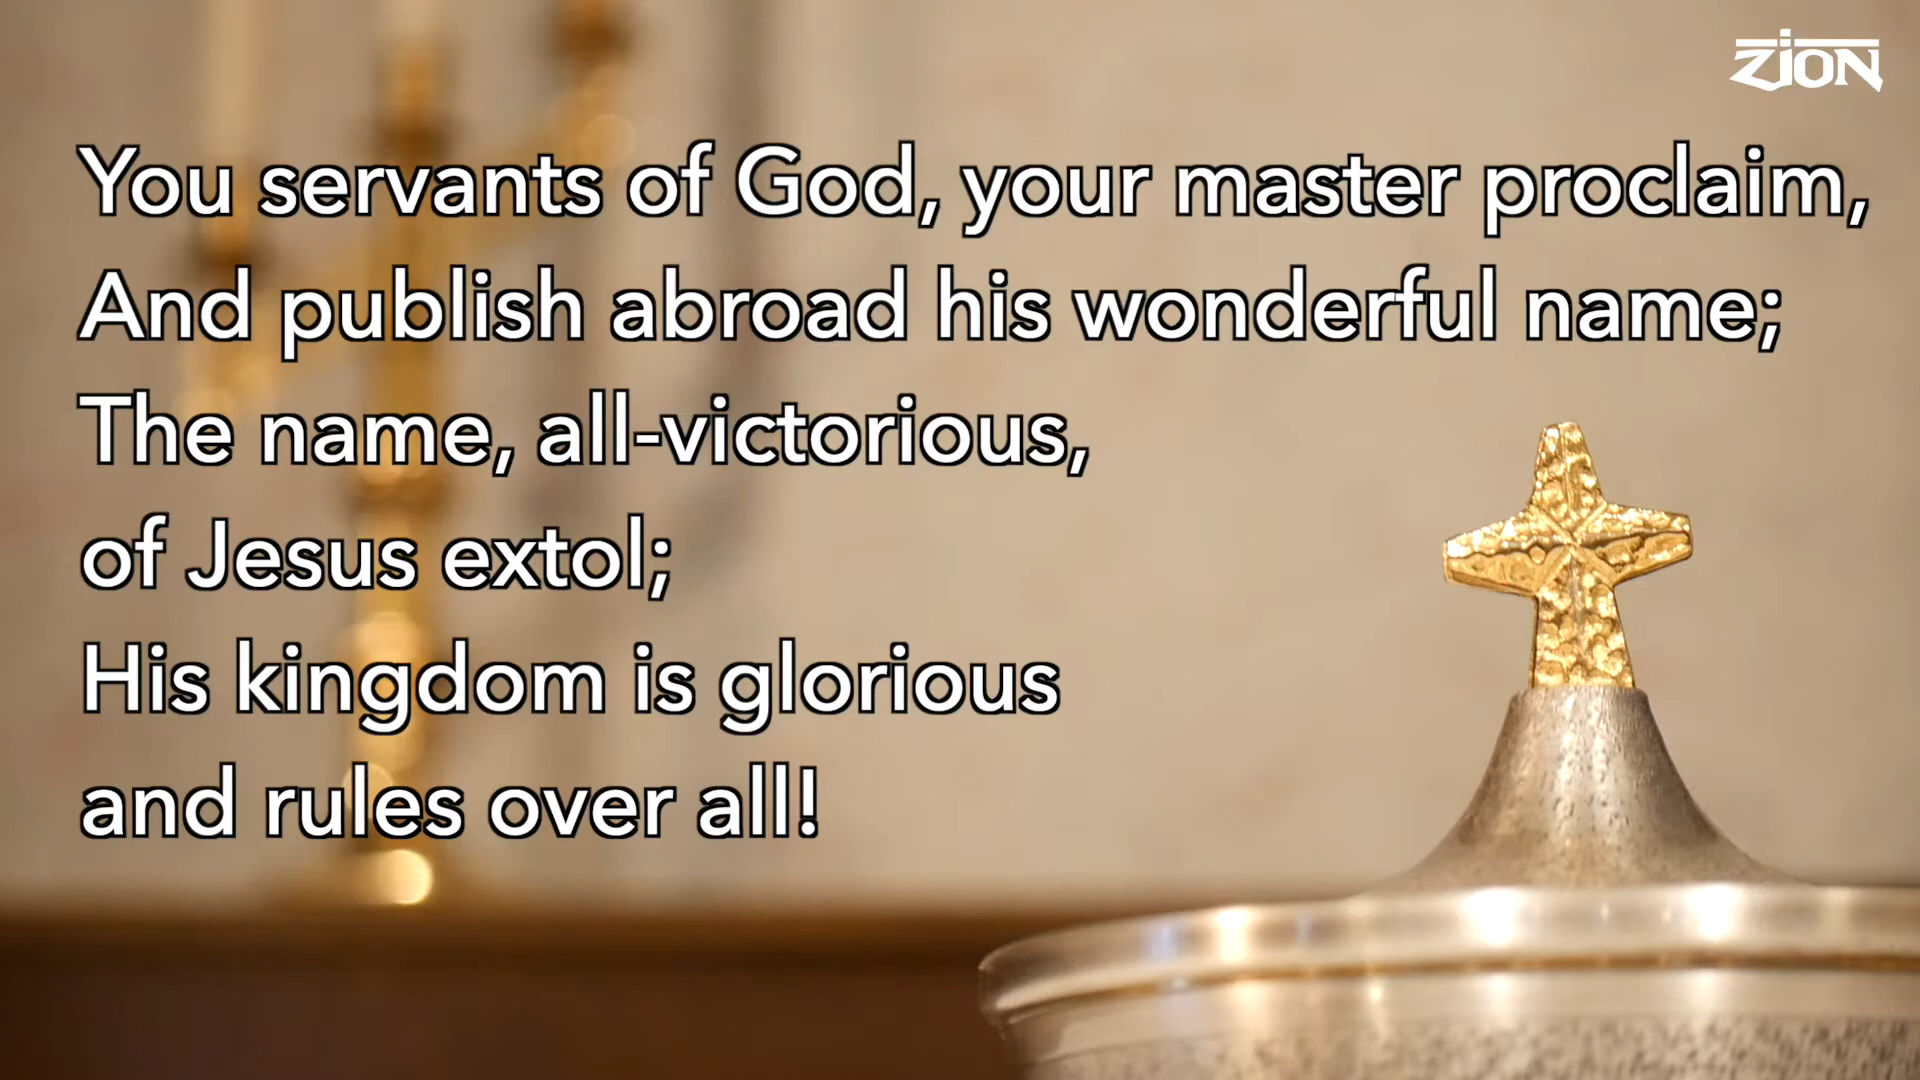 ZION
You servants of God, your master proclaim,
And publish abroad his wonderful name;
The name, all-victorious,
of Jesus extol;
His kingdom is glorious
and rules over all!